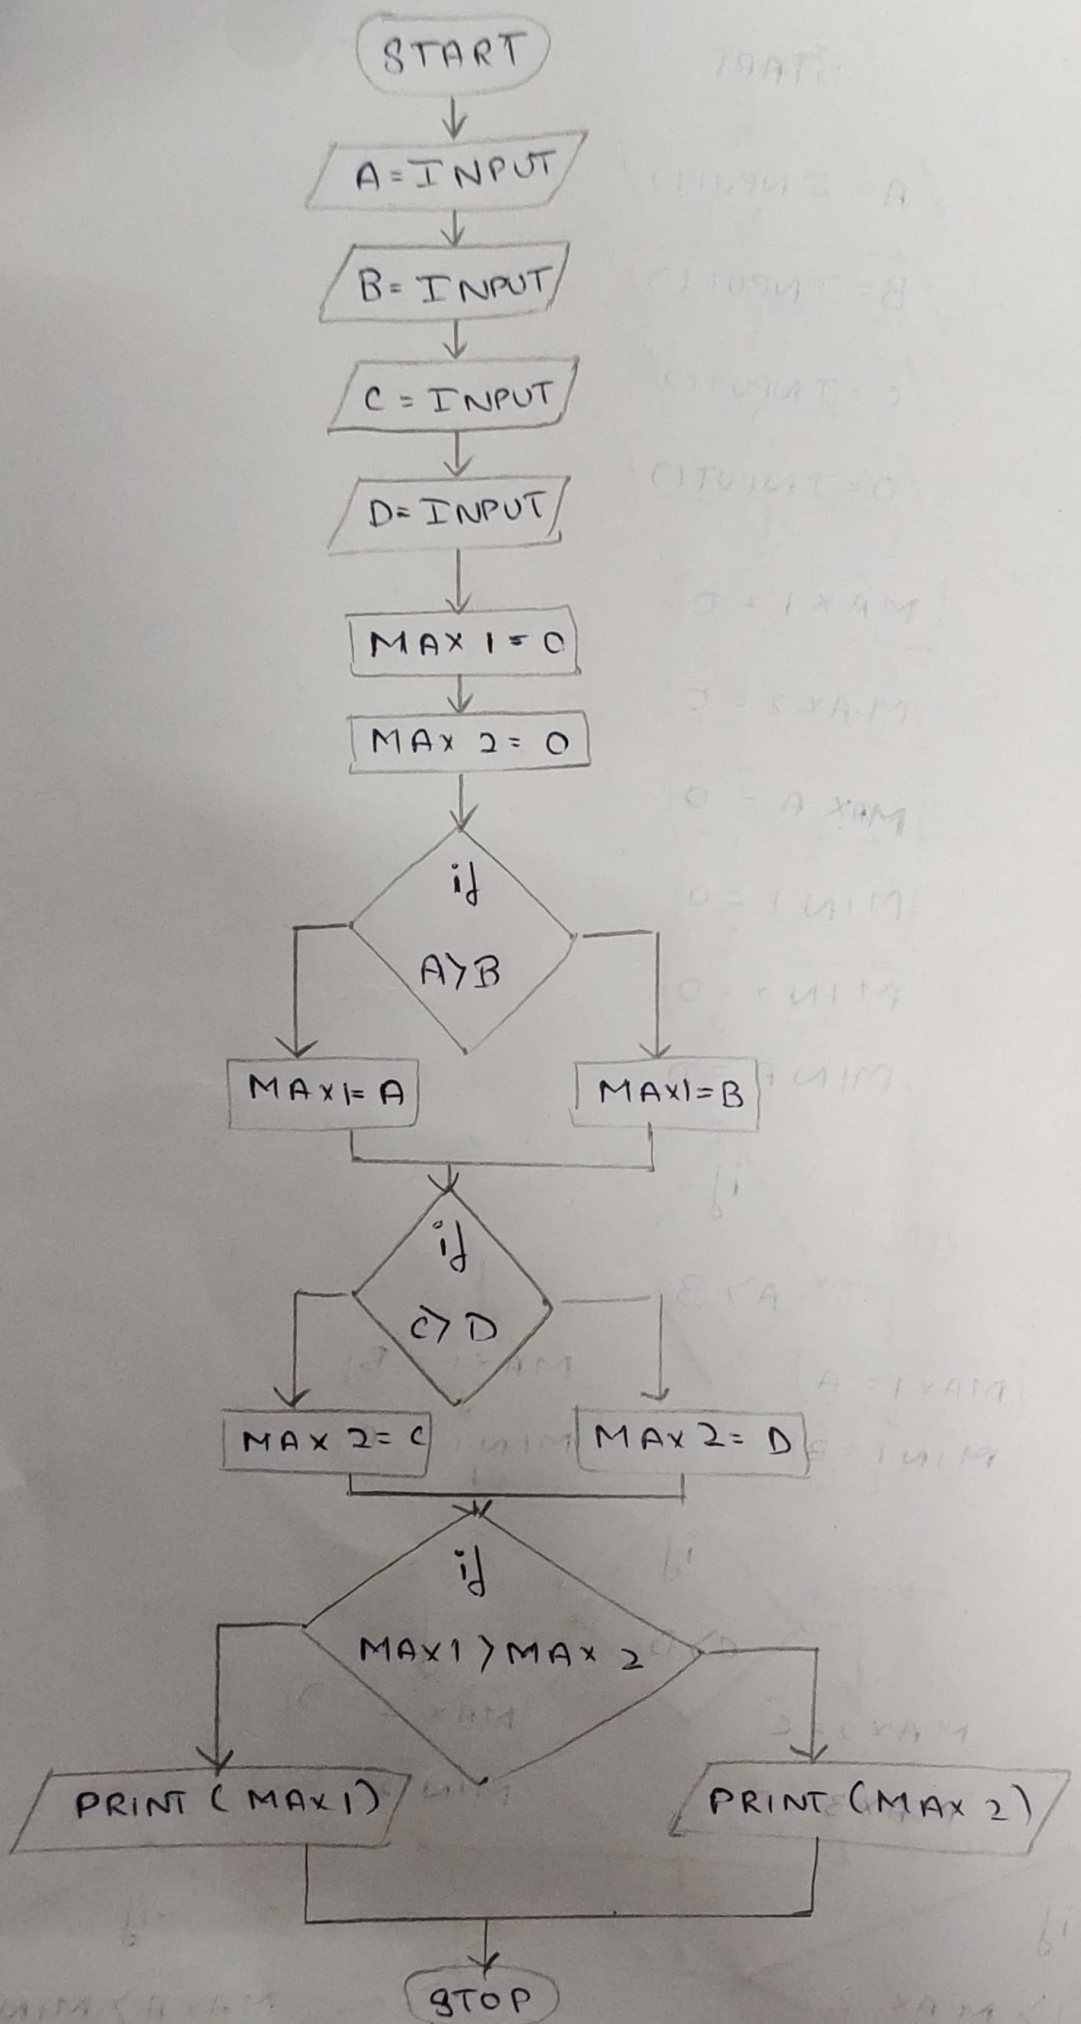 START
A=INPUT
B=INPUT
C=INPUT
D=INPUT
MAX 1=0
MAX 2=0
if
A>B
MAX1=A
MAX1=B
if
C>D
MAX 2=C
MAX 2=D
if
MAX1>MAX 2
PRINT (MAX1)
PRINT (MAX 2)
STOP